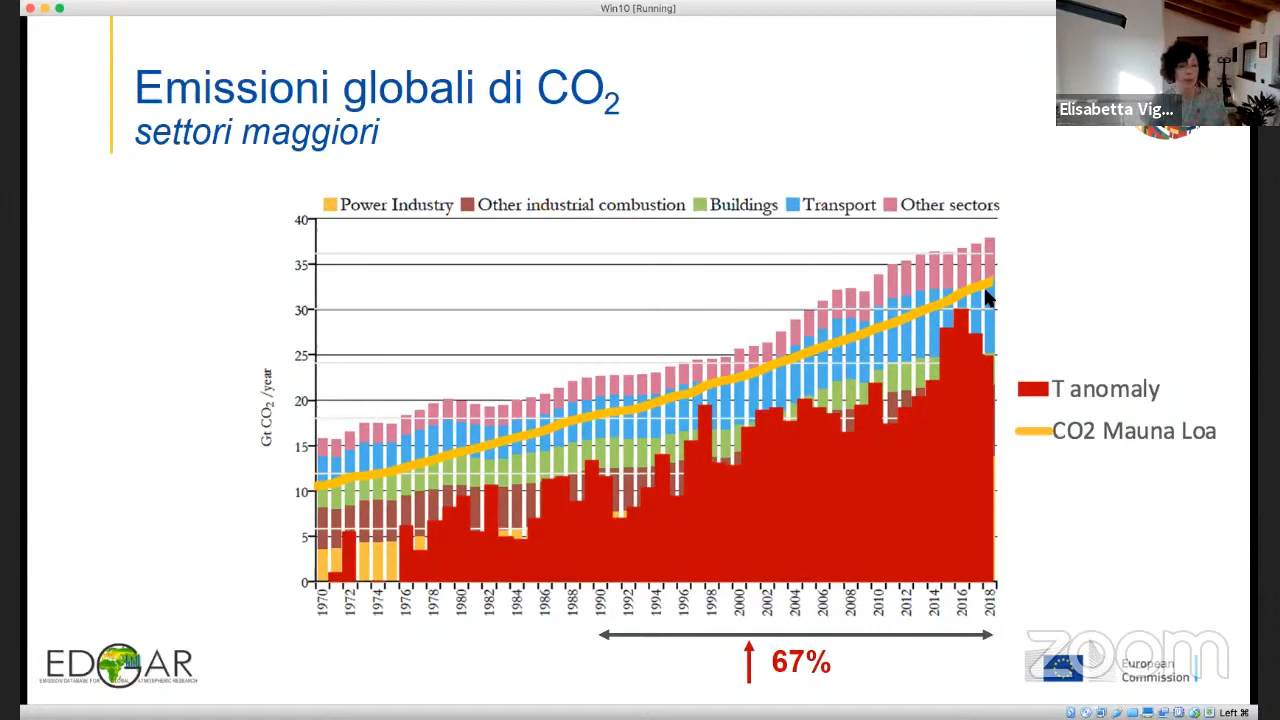 Win10 [Running]
Elisabetta Vig...
Emissioni globali di CO2
settori maggiori
Power Industry Other industrial combustion Buildings Transport Other sectors
Gt CO2 /year
40
35
30
25
20
15
10
5
0
1970 1972 1974 1976 1978 1980 1982 1984 1986 1988 1990 1992 1994 1996 1998 2000 2002 2004 2006 2008 2010 2012 2014 2016 2018
T anomaly
CO2 Mauna Loa
67%
EDGAR
EMISSION DATABASE FOR GLOBAL ATMOSPHERIC RESEARCH
zoom
European
Commission
Left ⌘